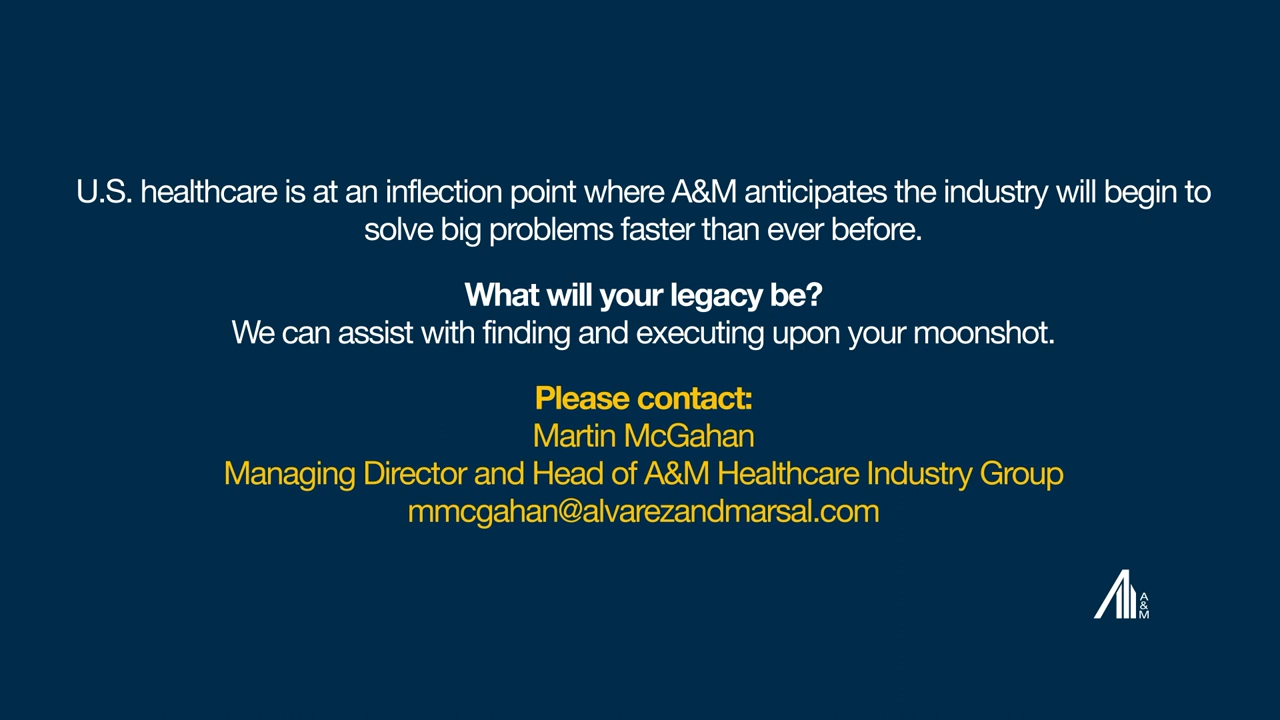 U.S. healthcare is at an inflection point where A&M anticipates the industry will begin to
solve big problems faster than ever before.
What will your legacy be?
We can assist with finding and executing upon your moonshot.
Please contact:
Martin McGahan
Managing Director and Head of A&M Healthcare Industry Group
mmcgahan@alvarezandmarsal.com
A
&
M